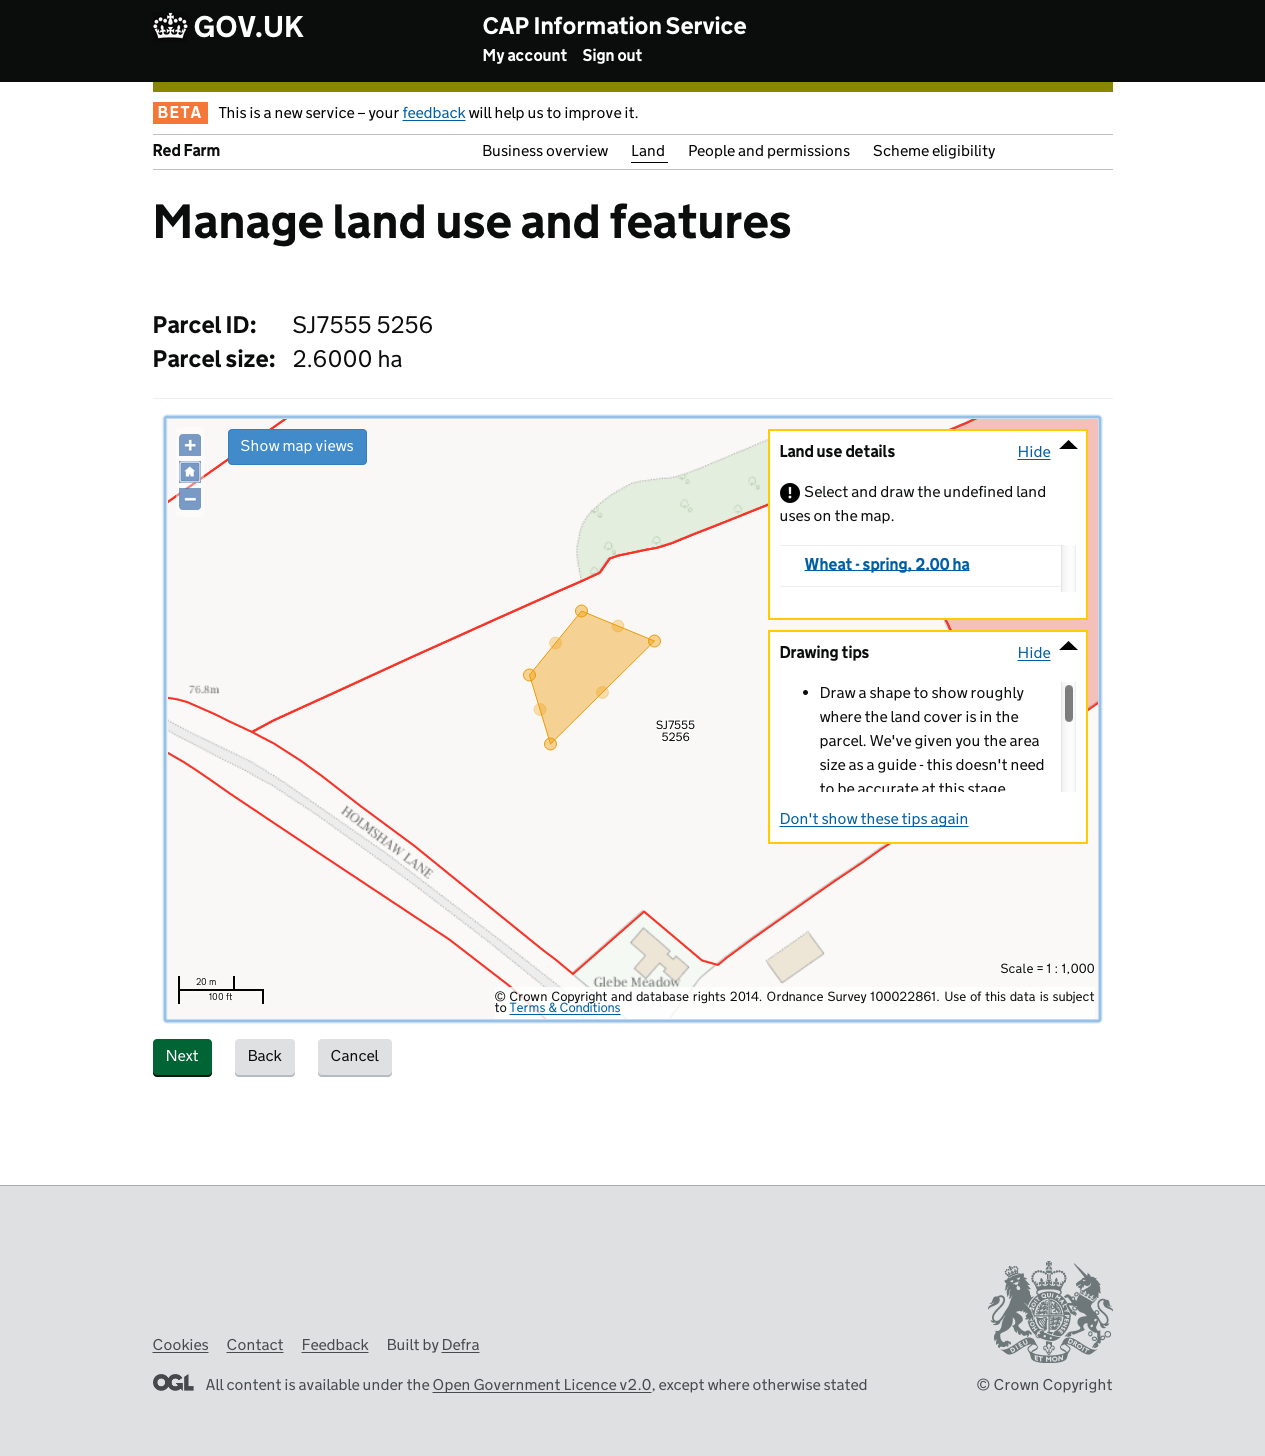 GOV.UK
CAP Information Service
My account Sign out
BETA This is a new service – your feedback will help us to improve it.
Red Farm
Business overview Land People and permissions Scheme eligibility
Manage land use and features
Parcel ID: SJ7555 5256
Parcel size: 2.6000 ha
Show map views
Land use details Hide
! Select and draw the undefined land
uses on the map.
Wheat - spring, 2.00 ha
Drawing tips Hide
• Draw a shape to show roughly
where the land cover is in the
parcel. We've given you the area
size as a guide - this doesn't need
to be accurate at this stage
Don't show these tips again
76.8m
SJ7555
5256
HOLMSHAW LANE
Glebe Meadow
Scale = 1 : 1,000
20 m
100 ft
© Crown Copyright and database rights 2014. Ordnance Survey 100022861. Use of this data is subject
to Terms & Conditions
Next Back Cancel
Cookies Contact Feedback Built by Defra
OGL All content is available under the Open Government Licence v2.0, except where otherwise stated
© Crown Copyright